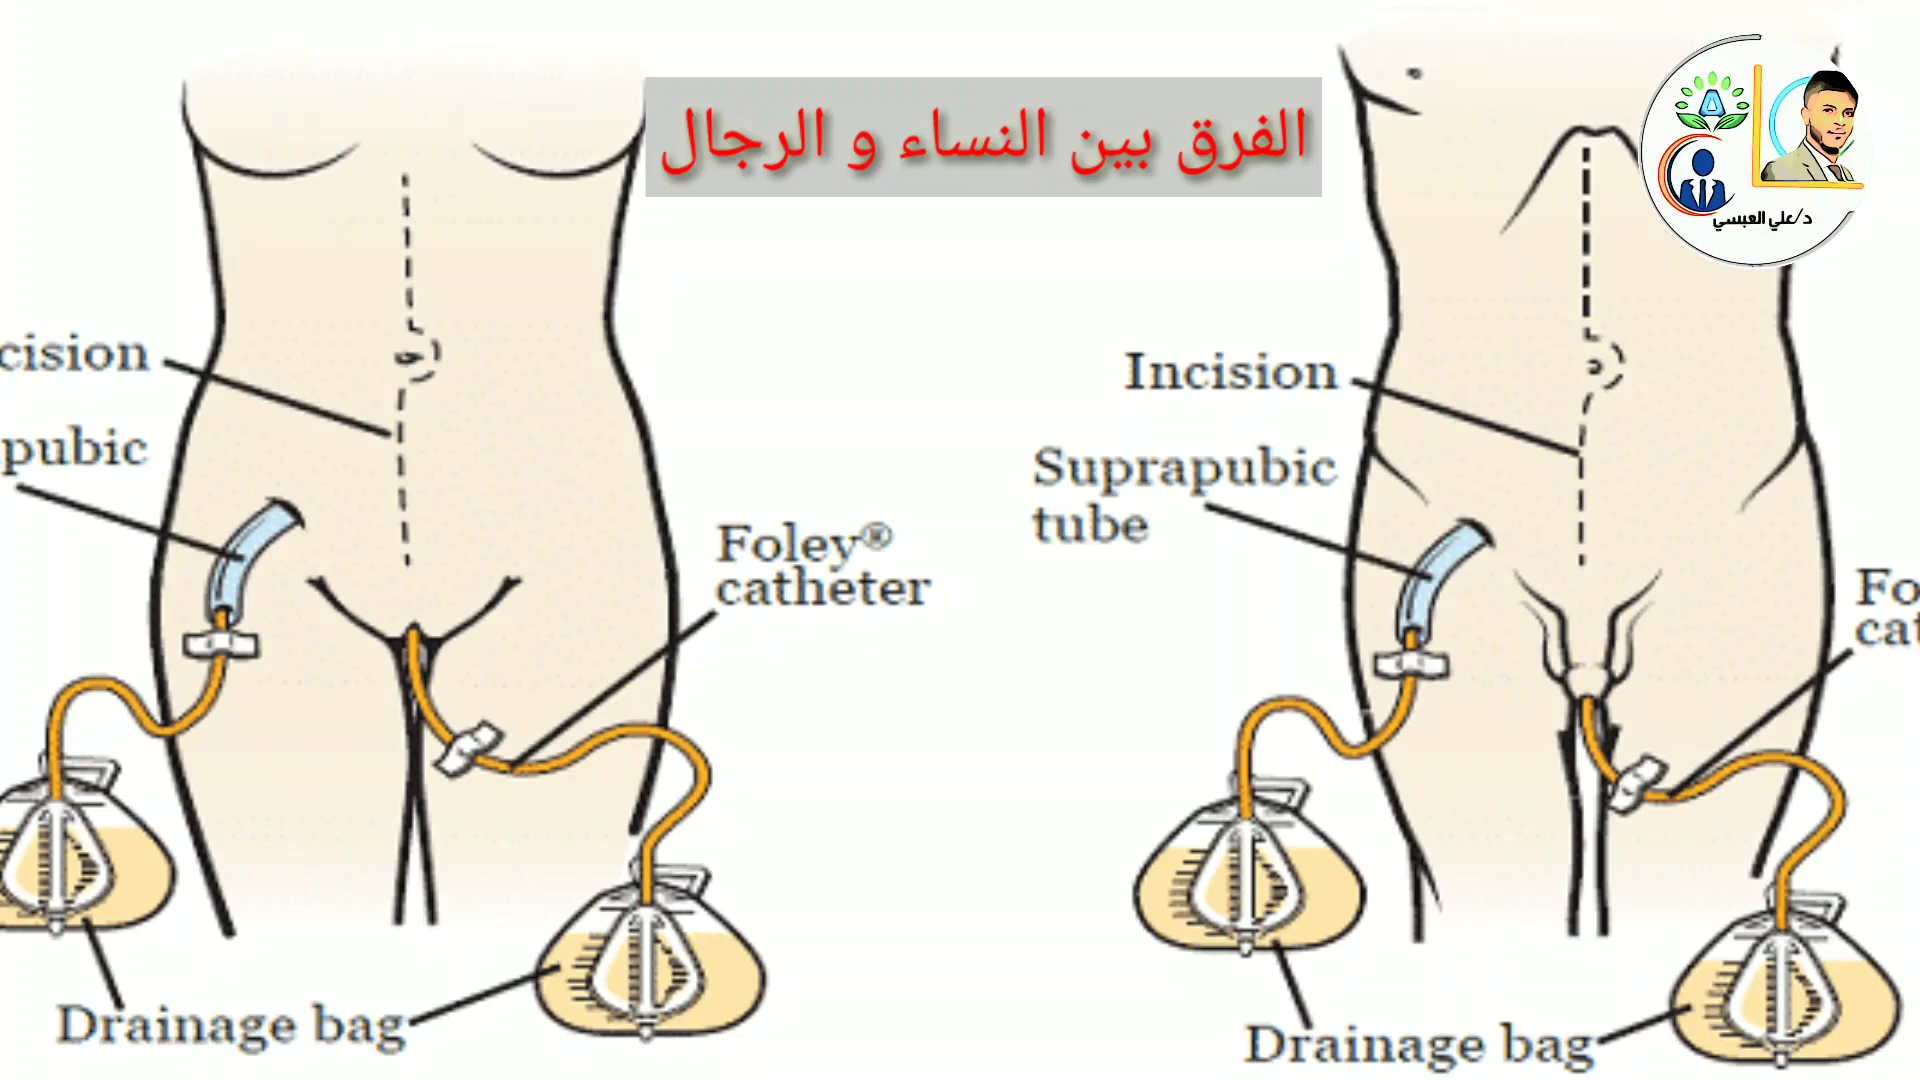 الفرق بين النساء و الرجال
د/علي العبسي
cision
pubic
Foley®
catheter
Drainage bag
Incision
Suprapubic
tube
Fo
cat
Drainage bag